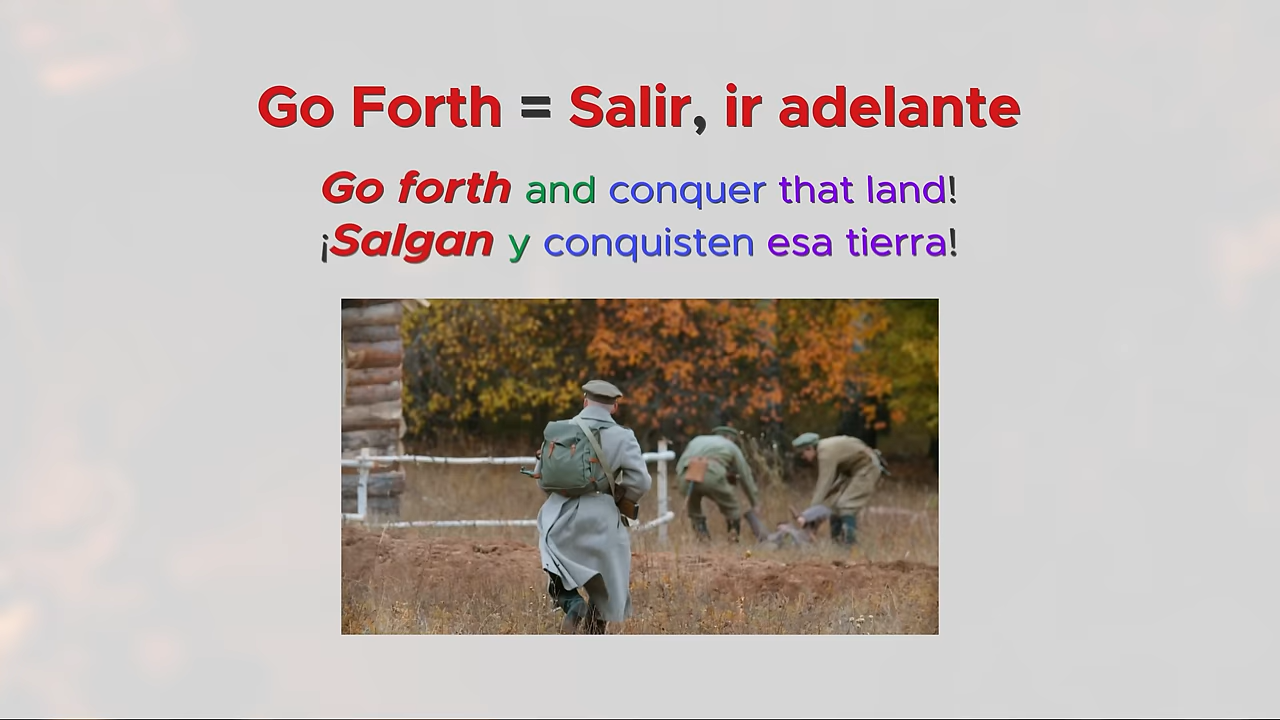 Go Forth = Salir, ir adelante
Go forth and conquer that land!
¡Salgan y conquisten esa tierra!